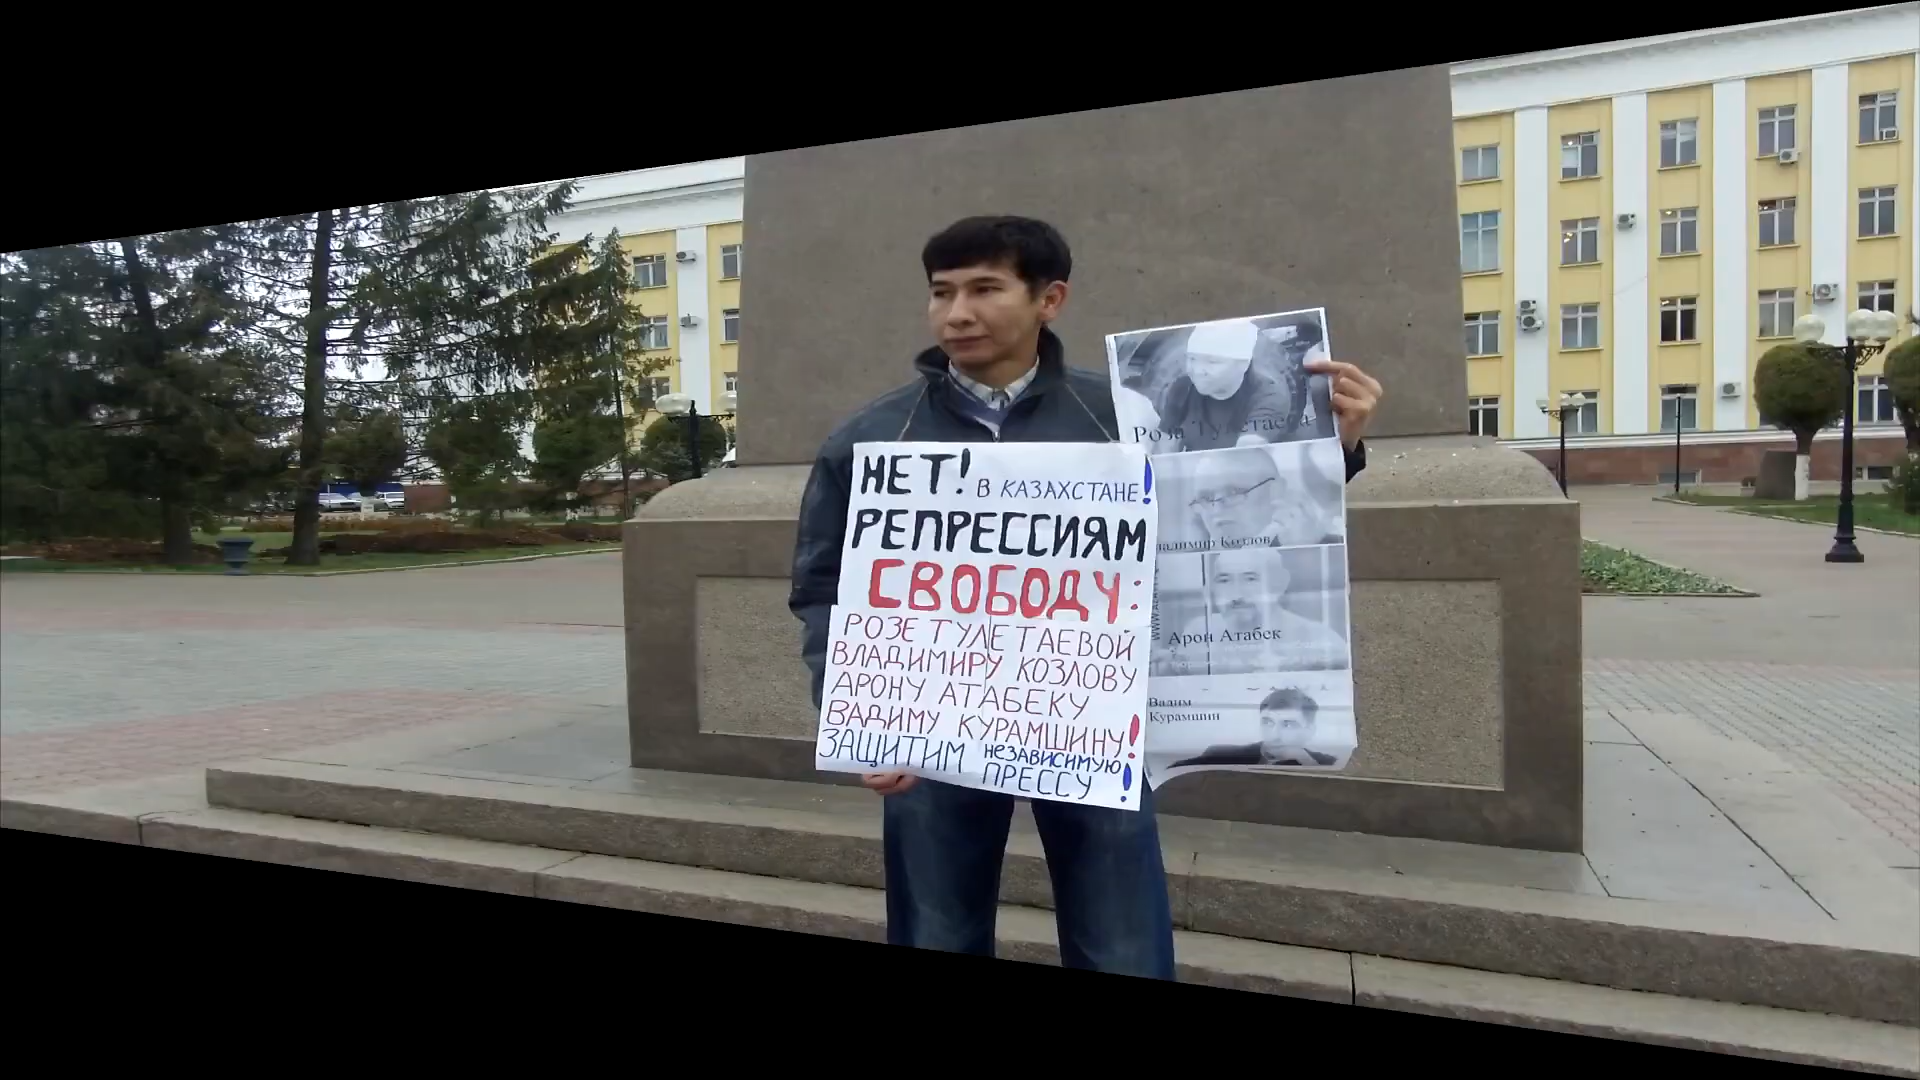 НЕТ! В КАЗАХСТАНЕ!
РЕПРЕССИЯМ
СВОБОДУ:
РОЗЕ ТУЛЕТАЕВОЙ
ВЛАДИМИРУ КОЗЛОВУ
АРОНУ АТАБЕКУ
ВАДИМУ КУРАМШИНУ!
ЗАЩИТИМ НЕЗАВИСИМУЮ
ПРЕССУ!
Роза Тулетаева
ладимир Козлов
Арон Атабек
Вадим
Курамшин